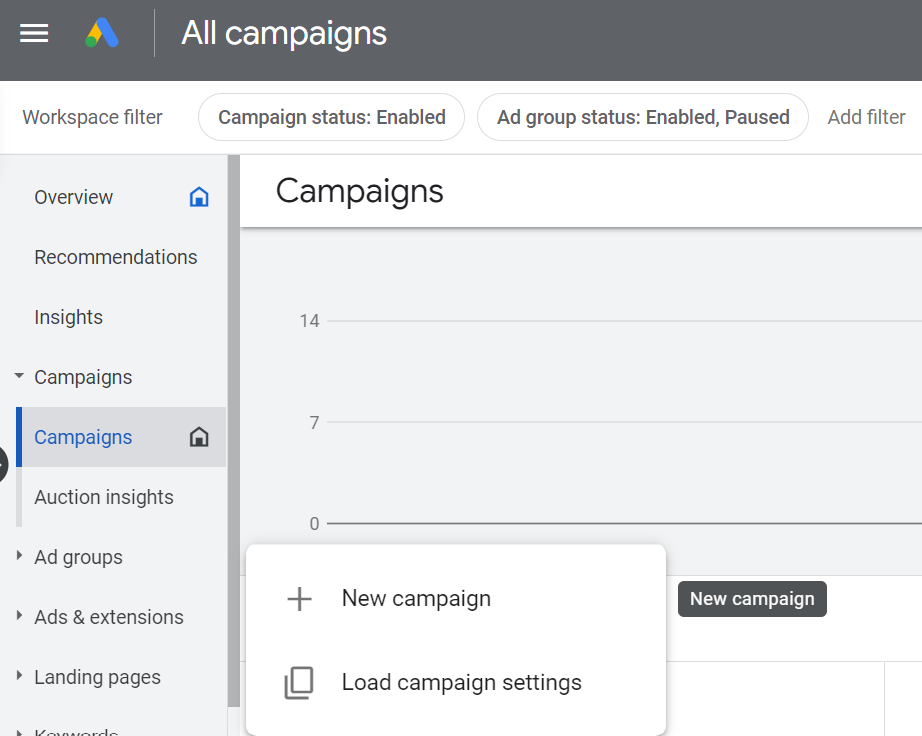 All campaigns
Workspace filter
Campaign status: Enabled
Ad group status: Enabled, Paused
Add filter
Overview
Recommendations
Insights
Campaigns
Campaigns
Auction insights
Ad groups
Ads & extensions
Landing pages
Keywords
Campaigns
14
7
0
New campaign
New campaign
Load campaign settings